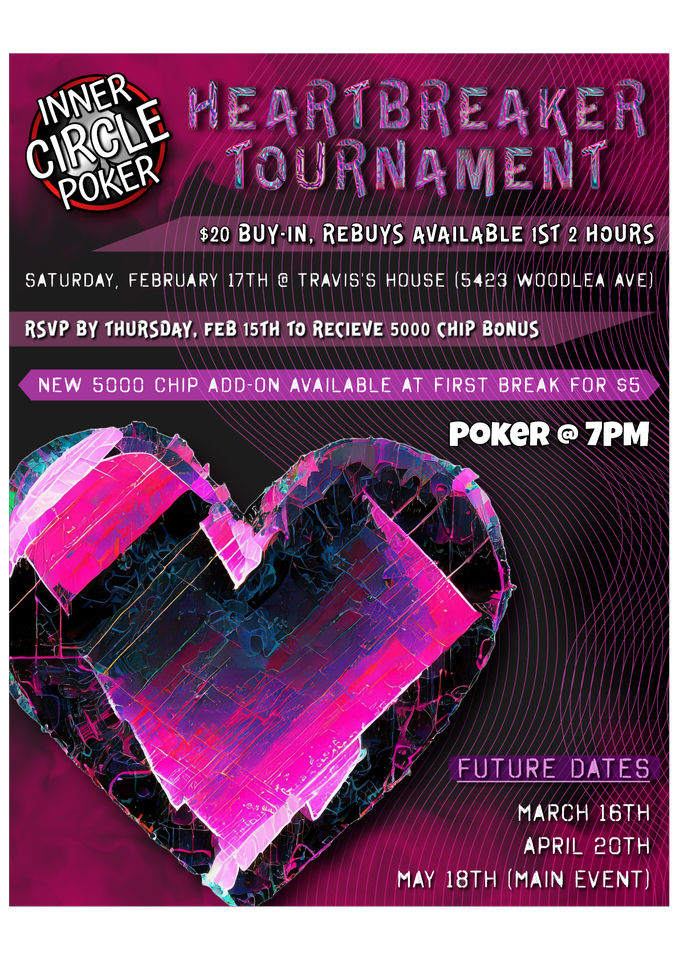 INNER
CIRCLE
POKER
HEARTBREAKER
TOURNAMENT
$20 BUY-IN, REBUYS AVAILABLE 1ST 2 HOURS
SATURDAY, FEBRUARY 17TH @ TRAVIS'S HOUSE (5423 WOODLEA AVE)
RSVP BY THURSDAY, FEB 15TH TO RECIEVE 5000 CHIP BONUS
NEW 5000 CHIP ADD-ON AVAILABLE AT FIRST BREAK FOR $5
POKER @ 7PM
FUTURE DATES
MARCH 16TH
APRIL 20TH
MAY 18TH (MAIN EVENT)